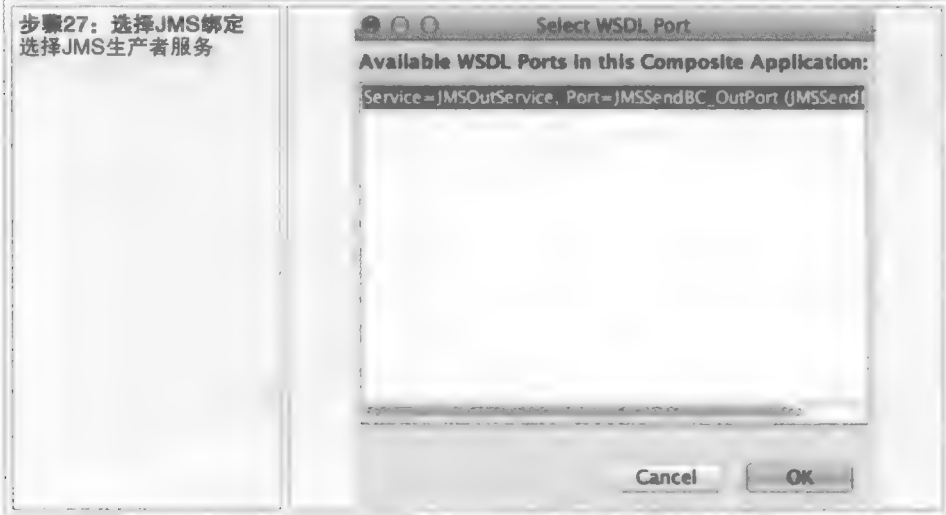 步骤27：选择JMS绑定
选择JMS生产者服务
Select WSDL Port
Available WSDL Ports in this Composite Application:
Service=JMSOutService, Port=JMSSendBC_OutPort (JMSSend
Cancel
OK